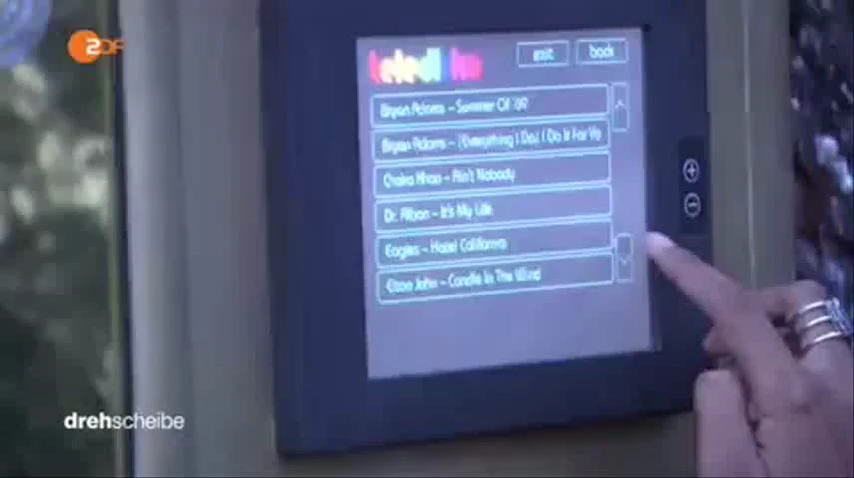 ZDF
teledisko
exit
back
Bryan Adams - Summer Of '69
Bryan Adams - (Everything I Do) I Do It For Yo
Chaka Khan - Ain't Nobody
Dr. Alban - It's My Life
Eagles - Hotel California
Elton John - Candle In The Wind
drehscheibe